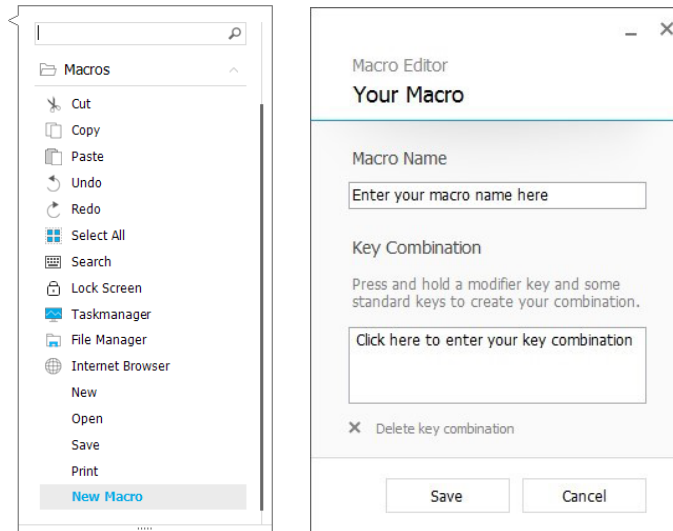 Macros
Cut
Copy
Paste
Undo
Redo
Select All
Search
Lock Screen
Taskmanager
File Manager
Internet Browser
New
Open
Save
Print
New Macro
Macro Editor
Your Macro
Macro Name
Enter your macro name here
Key Combination
Press and hold a modifier key and some
standard keys to create your combination.
Click here to enter your key combination
Delete key combination
Save
Cancel